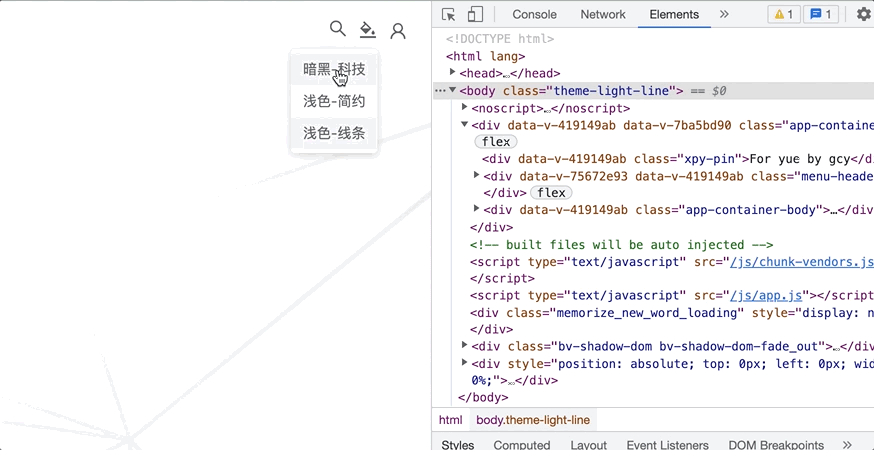 暗黑-科技
浅色-简约
浅色-线条
Console Network Elements » 1 1
<!DOCTYPE html>
<html lang>
<head>…</head>
<body class="theme-light-line"> == $0
<noscript>…</noscript>
<div data-v-419149ab data-v-7ba5bd90 class="app-containe
flex
<div data-v-419149ab class="xpy-pin">For yue by gcy</d
<div data-v-75672e93 data-v-419149ab class="menu-heade
</div> flex
<div data-v-419149ab class="app-container-body">…</div
</div>
<!-- built files will be auto injected -->
<script type="text/javascript" src="/js/chunk-vendors.js
</script>
<script type="text/javascript" src="/js/app.js"></script
<div class="memorize_new_word_loading" style="display: n
</div>
<div class="bv-shadow-dom bv-shadow-dom-fade_out">…</div
<div style="position: absolute; top: 0px; left: 0px; wid
0%;">…</div>
</body>
html body.theme-light-line
Styles Computed Layout Event Listeners DOM Breakpoints »